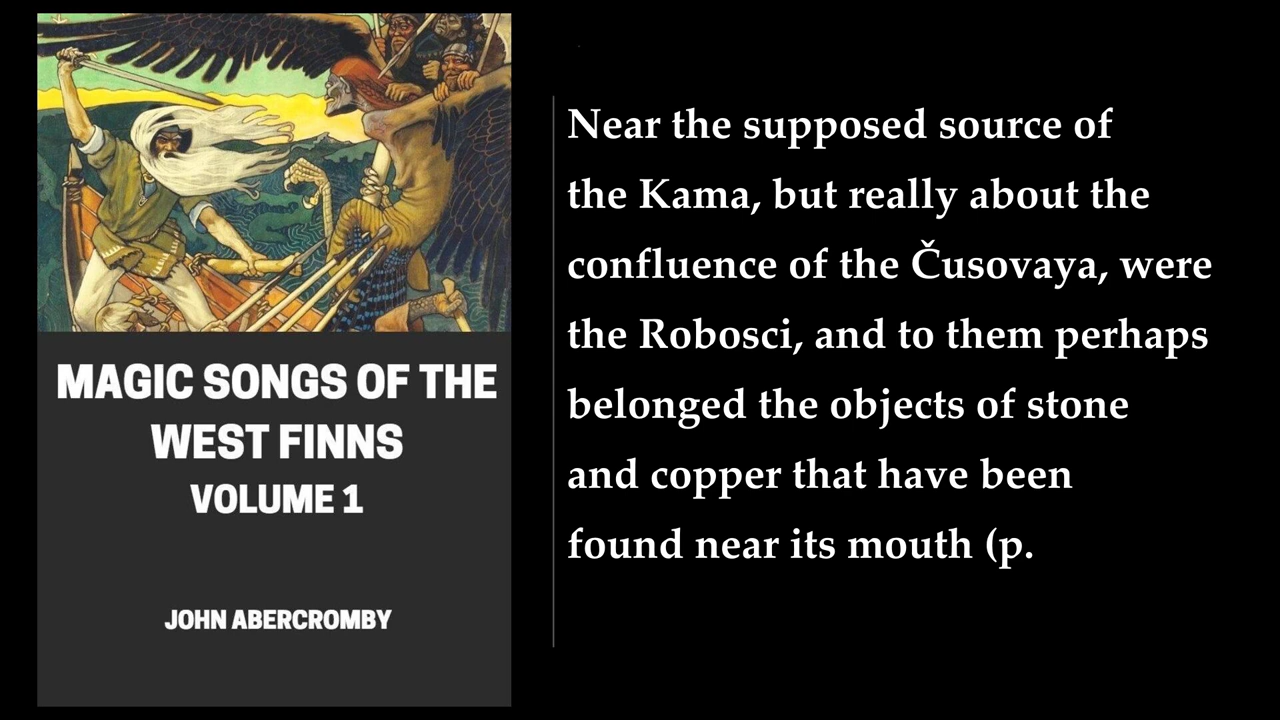 MAGIC SONGS OF THE
WEST FINNS
VOLUME 1
JOHN ABERCROMBY
Near the supposed source of
the Kama, but really about the
confluence of the Čusovaya, were
the Robosci, and to them perhaps
belonged the objects of stone
and copper that have been
found near its mouth (p.